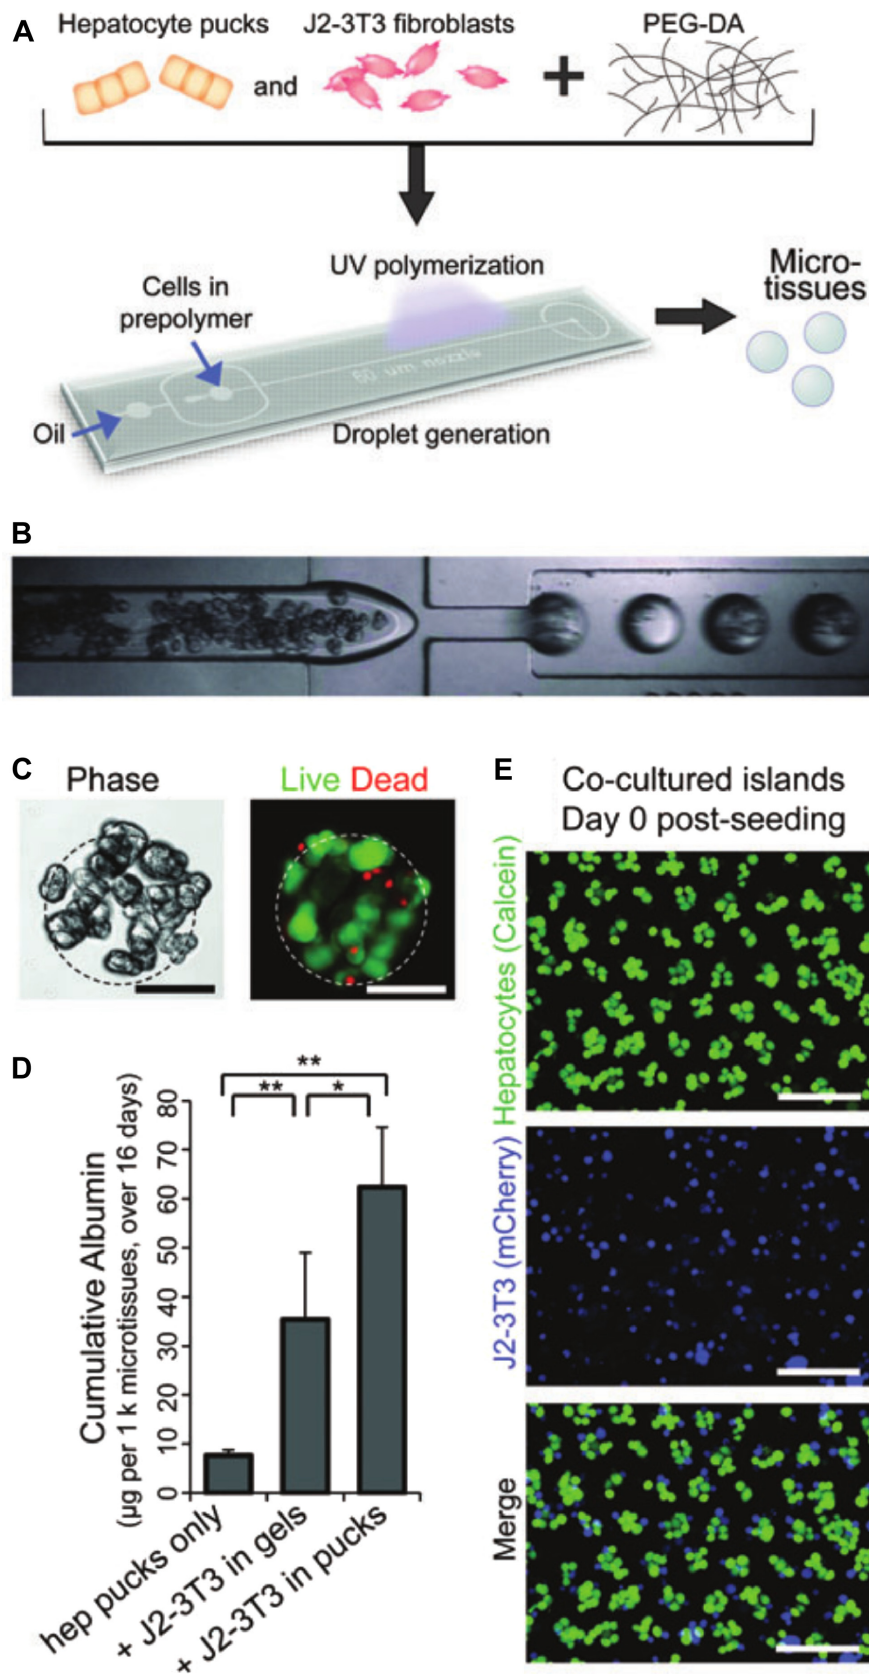 A
Hepatocyte pucks
and
J2-3T3 fibroblasts
+
PEG-DA
UV polymerization
Cells in
prepolymer
Micro-
tissues
60 um nozzle
Oil
Droplet generation
B
C
Phase
Live Dead
D
**
**
*
Cumulative Albumin
(µg per 1 k microtissues, over 16 days)
80
70
60
50
40
30
20
10
0
hep pucks only
+ J2-3T3 in gels
+ J2-3T3 in pucks
E
Co-cultured islands
Day 0 post-seeding
Hepatocytes (Calcein)
J2-3T3 (mCherry)
Merge